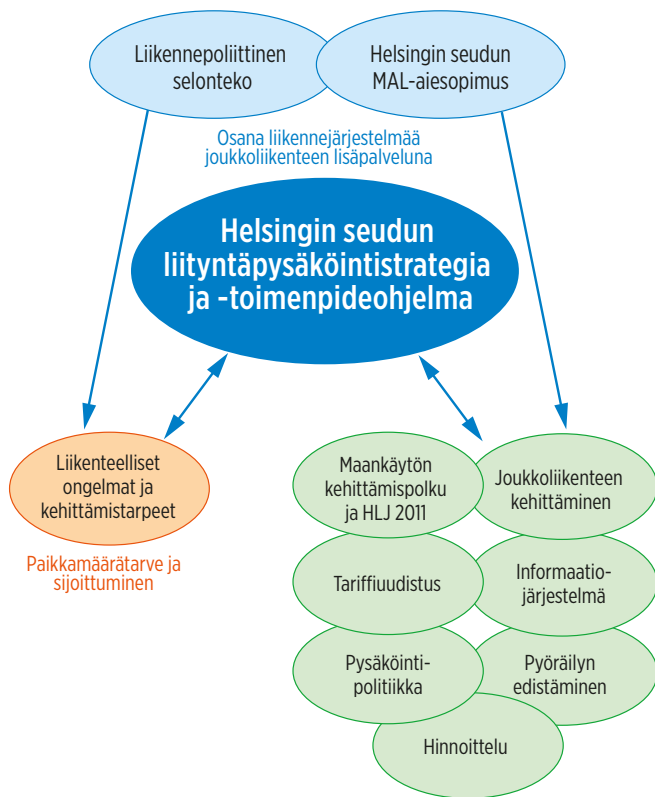 Liikennepoliittinen
selonteko
Helsingin seudun
MAL-aiesopimus
Osana liikennejärjestelmää
joukkoliikenteen lisäpalveluna
Helsingin seudun
liityntäpysäköintistrategia
ja -toimenpideohjelma
Liikenteelliset
ongelmat ja
kehittämistarpeet
Paikkamäärätarve ja
sijoittuminen
Maankäytön
kehittämispolku
ja HLJ 2011
Joukkoliikenteen
kehittäminen
Tariffiuudistus
Informaatio-
järjestelmä
Pysäköinti-
politiikka
Pyöräilyn
edistäminen
Hinnoittelu